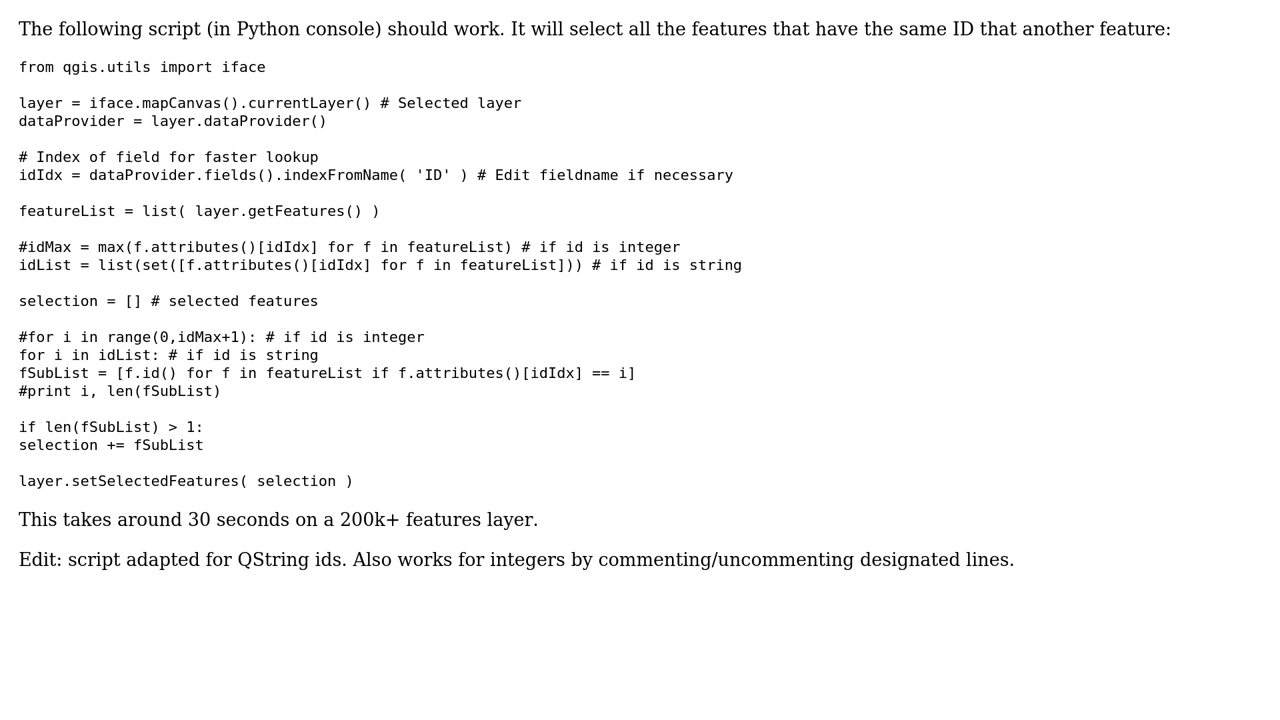 The following script (in Python console) should work. It will select all the features that have the same ID that another feature:
from qgis.utils import iface
layer = iface.mapCanvas().currentLayer() # Selected layer
dataProvider = layer.dataProvider()
# Index of field for faster lookup
idIdx = dataProvider.fields().indexFromName( 'ID' ) # Edit fieldname if necessary
featureList = list( layer.getFeatures() )
#idMax = max(f.attributes()[idIdx] for f in featureList) # if id is integer
idList = list(set([f.attributes()[idIdx] for f in featureList])) # if id is string
selection = [] # selected features
#for i in range(0,idMax+1): # if id is integer
for i in idList: # if id is string
fSubList = [f.id() for f in featureList if f.attributes()[idIdx] == i]
#print i, len(fSubList)
if len(fSubList) > 1:
selection += fSubList
layer.setSelectedFeatures( selection )
This takes around 30 seconds on a 200k+ features layer.
Edit: script adapted for QString ids. Also works for integers by commenting/uncommenting designated lines.